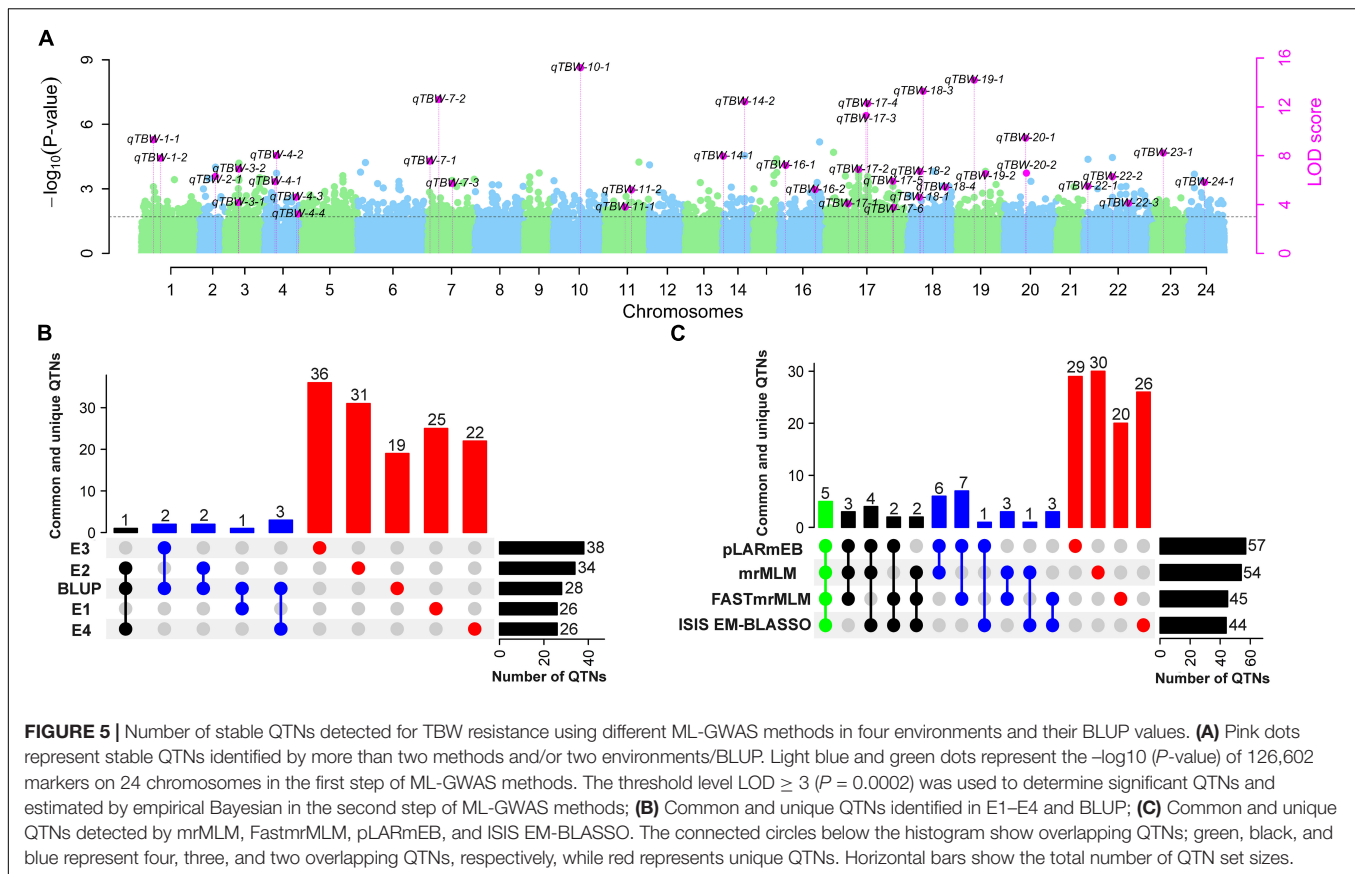 A
−log10(P-value)
9
6
3
0
LOD score
16
12
8
4
0
qTBW-10-1
qTBW-19-1
qTBW-7-2
qTBW-14-2
qTBW-18-3
qTBW-17-4
qTBW-17-3
qTBW-1-1
qTBW-1-2
qTBW-2-1
qTBW-3-2
qTBW-3-1
qTBW-4-2
qTBW-4-1
qTBW-4-3
qTBW-4-4
qTBW-7-1
qTBW-7-3
qTBW-11-2
qTBW-11-1
qTBW-14-1
qTBW-16-1
qTBW-16-2
qTBW-17-2
qTBW-17-5
qTBW-17-1
qTBW-17-6
qTBW-18-2
qTBW-18-4
qTBW-18-1
qTBW-19-2
qTBW-20-1
qTBW-20-2
qTBW-22-1
qTBW-22-2
qTBW-22-3
qTBW-23-1
qTBW-24-1
1 2 3 4 6 7 8 9 10 11 12 13 14 16 17 18 19 20 21 22 23 24
Chromosomes
B
Common and unique QTNs
30
20
10
0
1 2 2 1 3 36 31 19 25 22
E3 38
E2 34
BLUP 28
E1 26
E4 26
0 20 40
Number of QTNs
C
Common and unique QTNs
30
20
10
0
5 3 4 2 2 6 7 1 3 1 3 29 30 20 26
pLARmEB 57
mrMLM 54
FASTmrMLM 45
ISIS EM-BLASSO 44
0 20 40 60
Number of QTNs
FIGURE 5 | Number of stable QTNs detected for TBW resistance using different ML-GWAS methods in four environments and their BLUP values. (A) Pink dots
represent stable QTNs identified by more than two methods and/or two environments/BLUP. Light blue and green dots represent the –log10 (P-value) of 126,602
markers on 24 chromosomes in the first step of ML-GWAS methods. The threshold level LOD ≥ 3 (P = 0.0002) was used to determine significant QTNs and
estimated by empirical Bayesian in the second step of ML-GWAS methods; (B) Common and unique QTNs identified in E1–E4 and BLUP; (C) Common and unique
QTNs detected by mrMLM, FastmrMLM, pLARmEB, and ISIS EM-BLASSO. The connected circles below the histogram show overlapping QTNs; green, black, and
blue represent four, three, and two overlapping QTNs, respectively, while red represents unique QTNs. Horizontal bars show the total number of QTN set sizes.